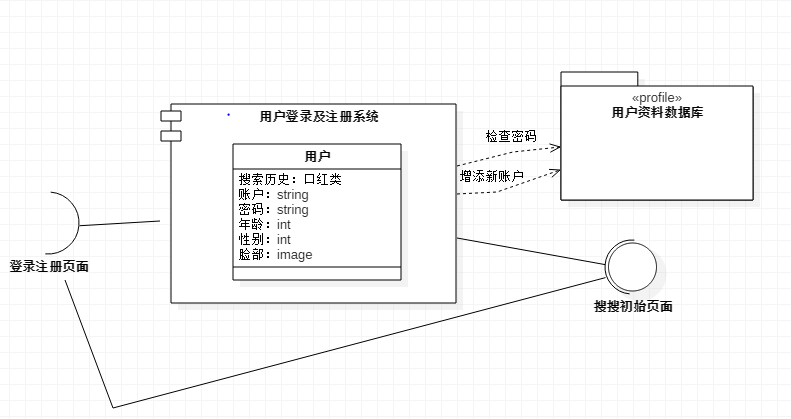 «profile»
用户资料数据库
用户登录及注册系统
检查密码
用户
增添新账户
搜索历史：口红类
账户：string
密码：string
年龄：int
性别：int
脸部：image
登录注册页面
搜搜初始页面